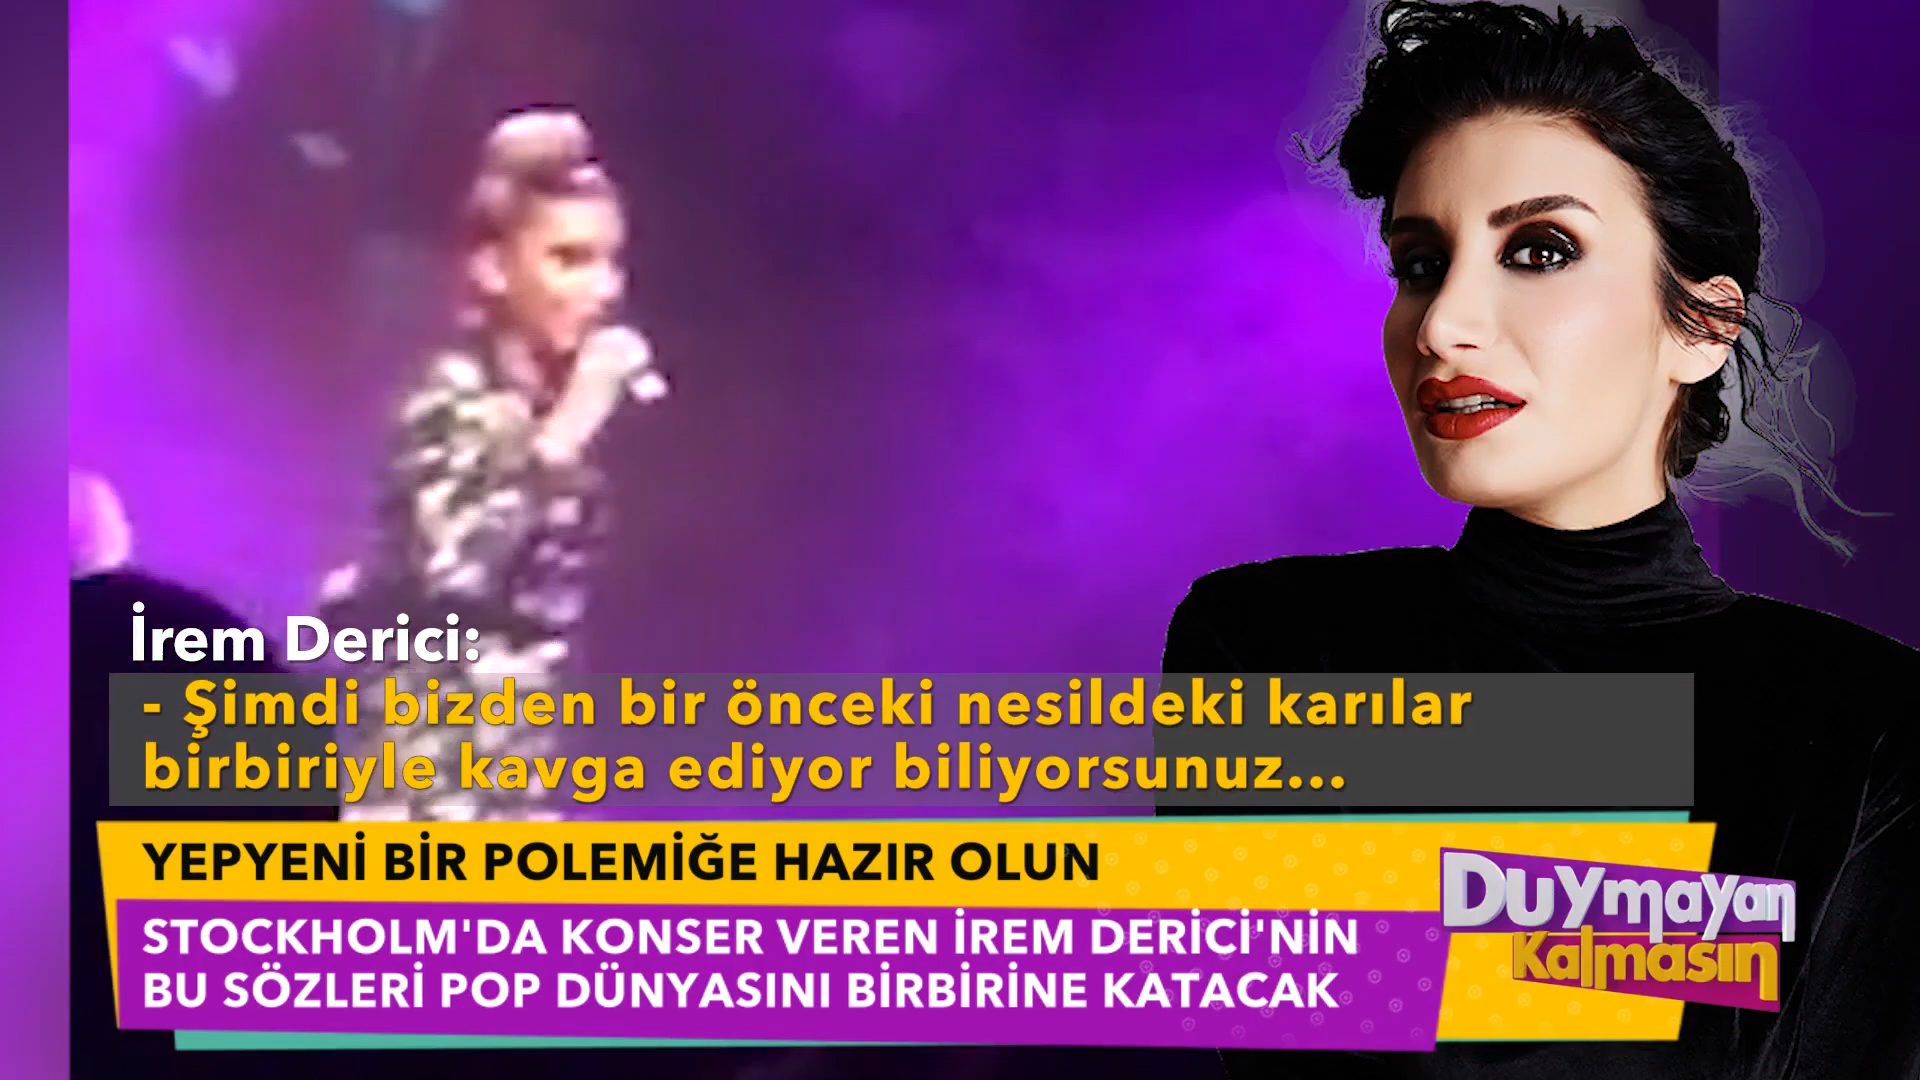 İrem Derici:
- Şimdi bizden bir önceki nesildeki karılar
birbiriyle kavga ediyor biliyorsunuz...
YEPYENİ BİR POLEMİĞE HAZIR OLUN
STOCKHOLM'DA KONSER VEREN İREM DERİCİ'NİN
BU SÖZLERİ POP DÜNYASINI BİRBİRİNE KATACAK
Duymayan
Kalmasın